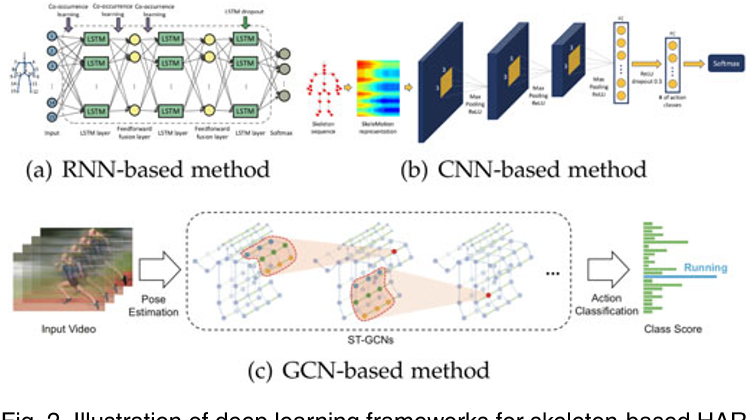 Co-occurrence learning
Co-occurrence learning
Co-occurrence learning
LSTM dropout
LSTM
LSTM
LSTM
LSTM
LSTM
LSTM
LSTM
LSTM
LSTM
Input
LSTM layer
Feedforward fusion layer
LSTM layer
Feedforward fusion layer
LSTM layer
Softmax
(a) RNN-based method
Skeleton sequence
SkeleMotion representation
Max Pooling ReLU
Max Pooling ReLU
Max Pooling ReLU
FC
ReLU dropout 0.5
FC
# of action classes
Softmax
(b) CNN-based method
Input Video
Pose Estimation
ST-GCNs
...
Action Classification
Running
Class Score
(c) GCN-based method
Fig. 2. Illustration of deep learning frameworks for skeleton-based HAR